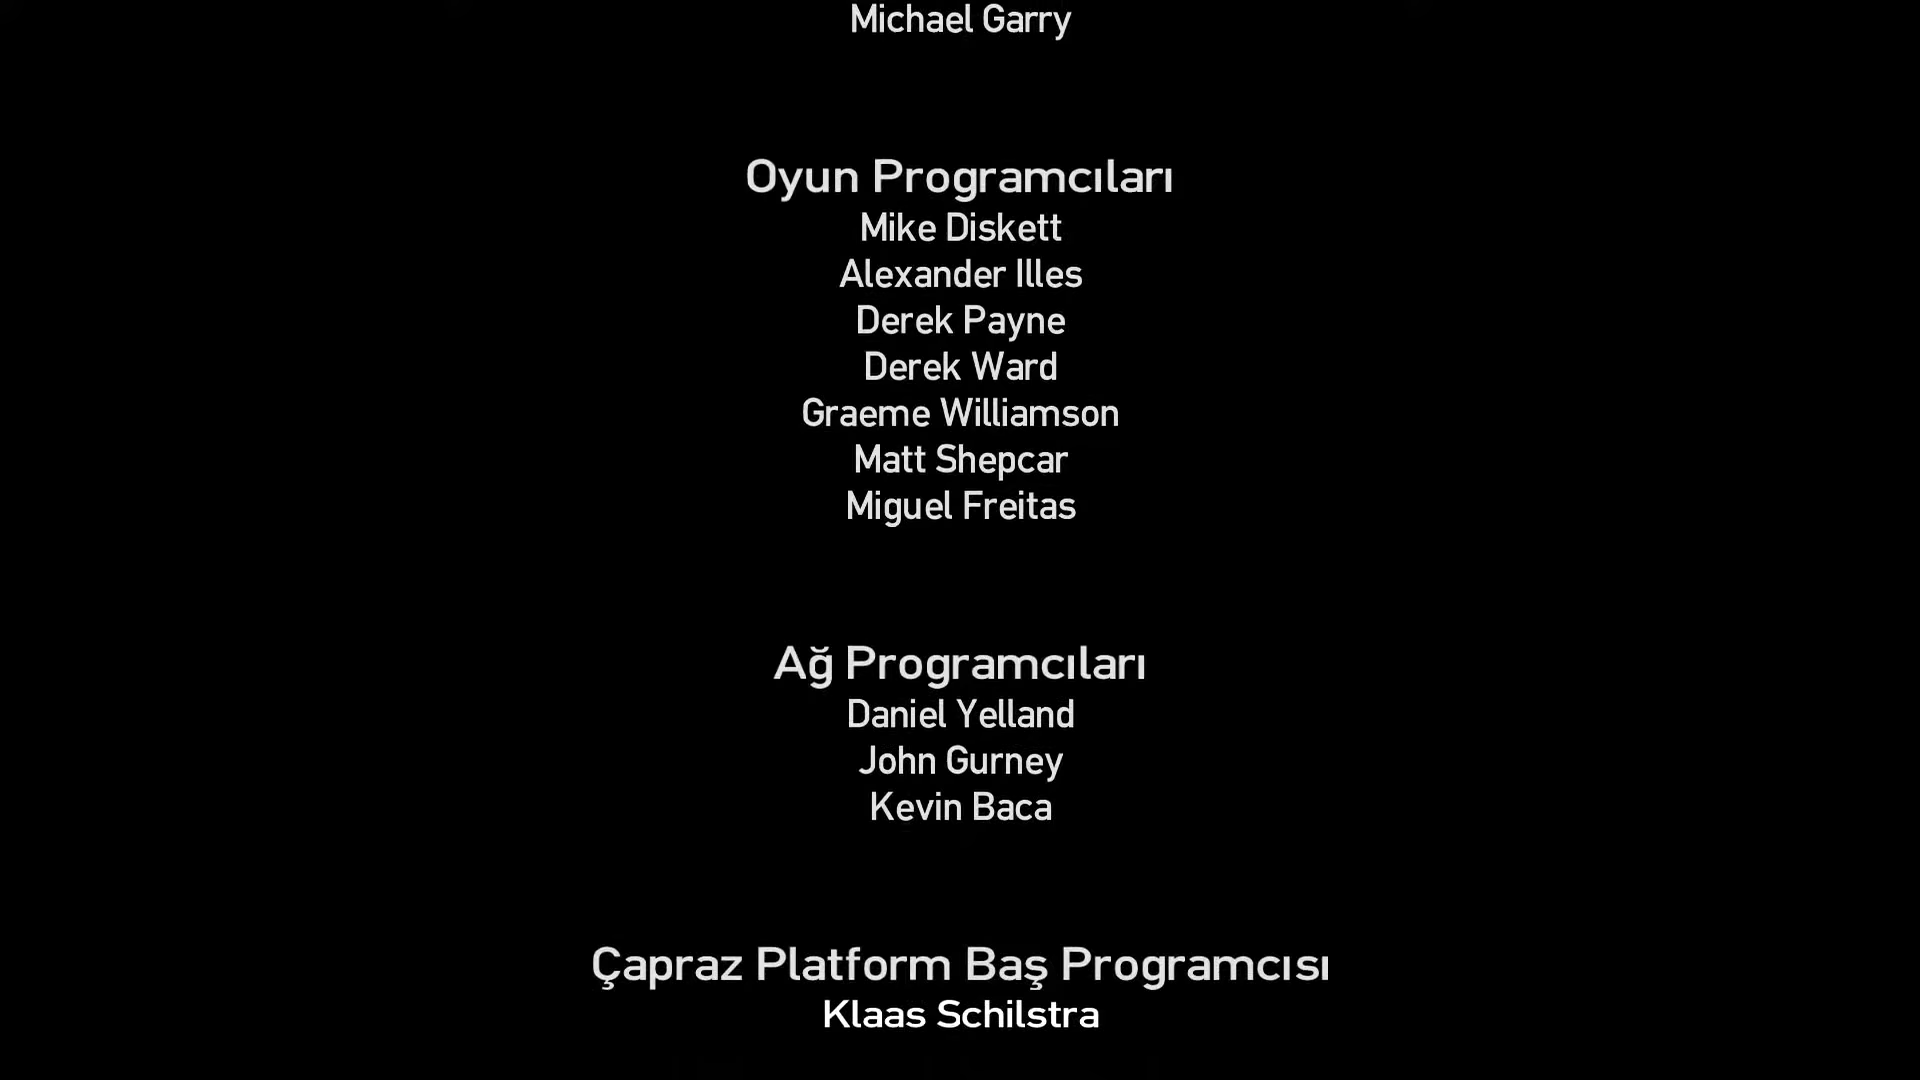 Michael Garry
Oyun Programcıları
Mike Diskett
Alexander Illes
Derek Payne
Derek Ward
Graeme Williamson
Matt Shepcar
Miguel Freitas
Ağ Programcıları
Daniel Yelland
John Gurney
Kevin Baca
Çapraz Platform Baş Programcısı
Klaas Schilstra